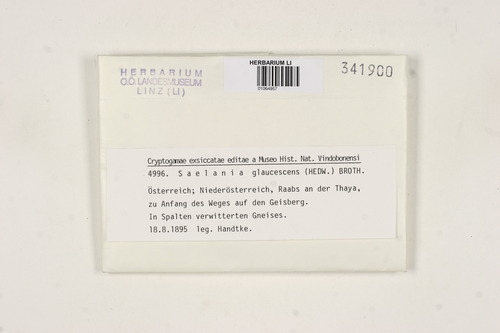 HERBARIUM
O.Ö. LANDESMUSEUM
LINZ (LI)
HERBARIUM LI
01064957
341900
Cryptogamae exsiccatae editae a Museo Hist. Nat. Vindobonensi
4996. Saelania glaucescens (HEDW.) BROTH.
Österreich; Niederösterreich, Raabs an der Thaya,
zu Anfang des Weges auf den Geisberg.
In Spalten verwitterten Gneises.
18.8.1895 leg. Handtke.